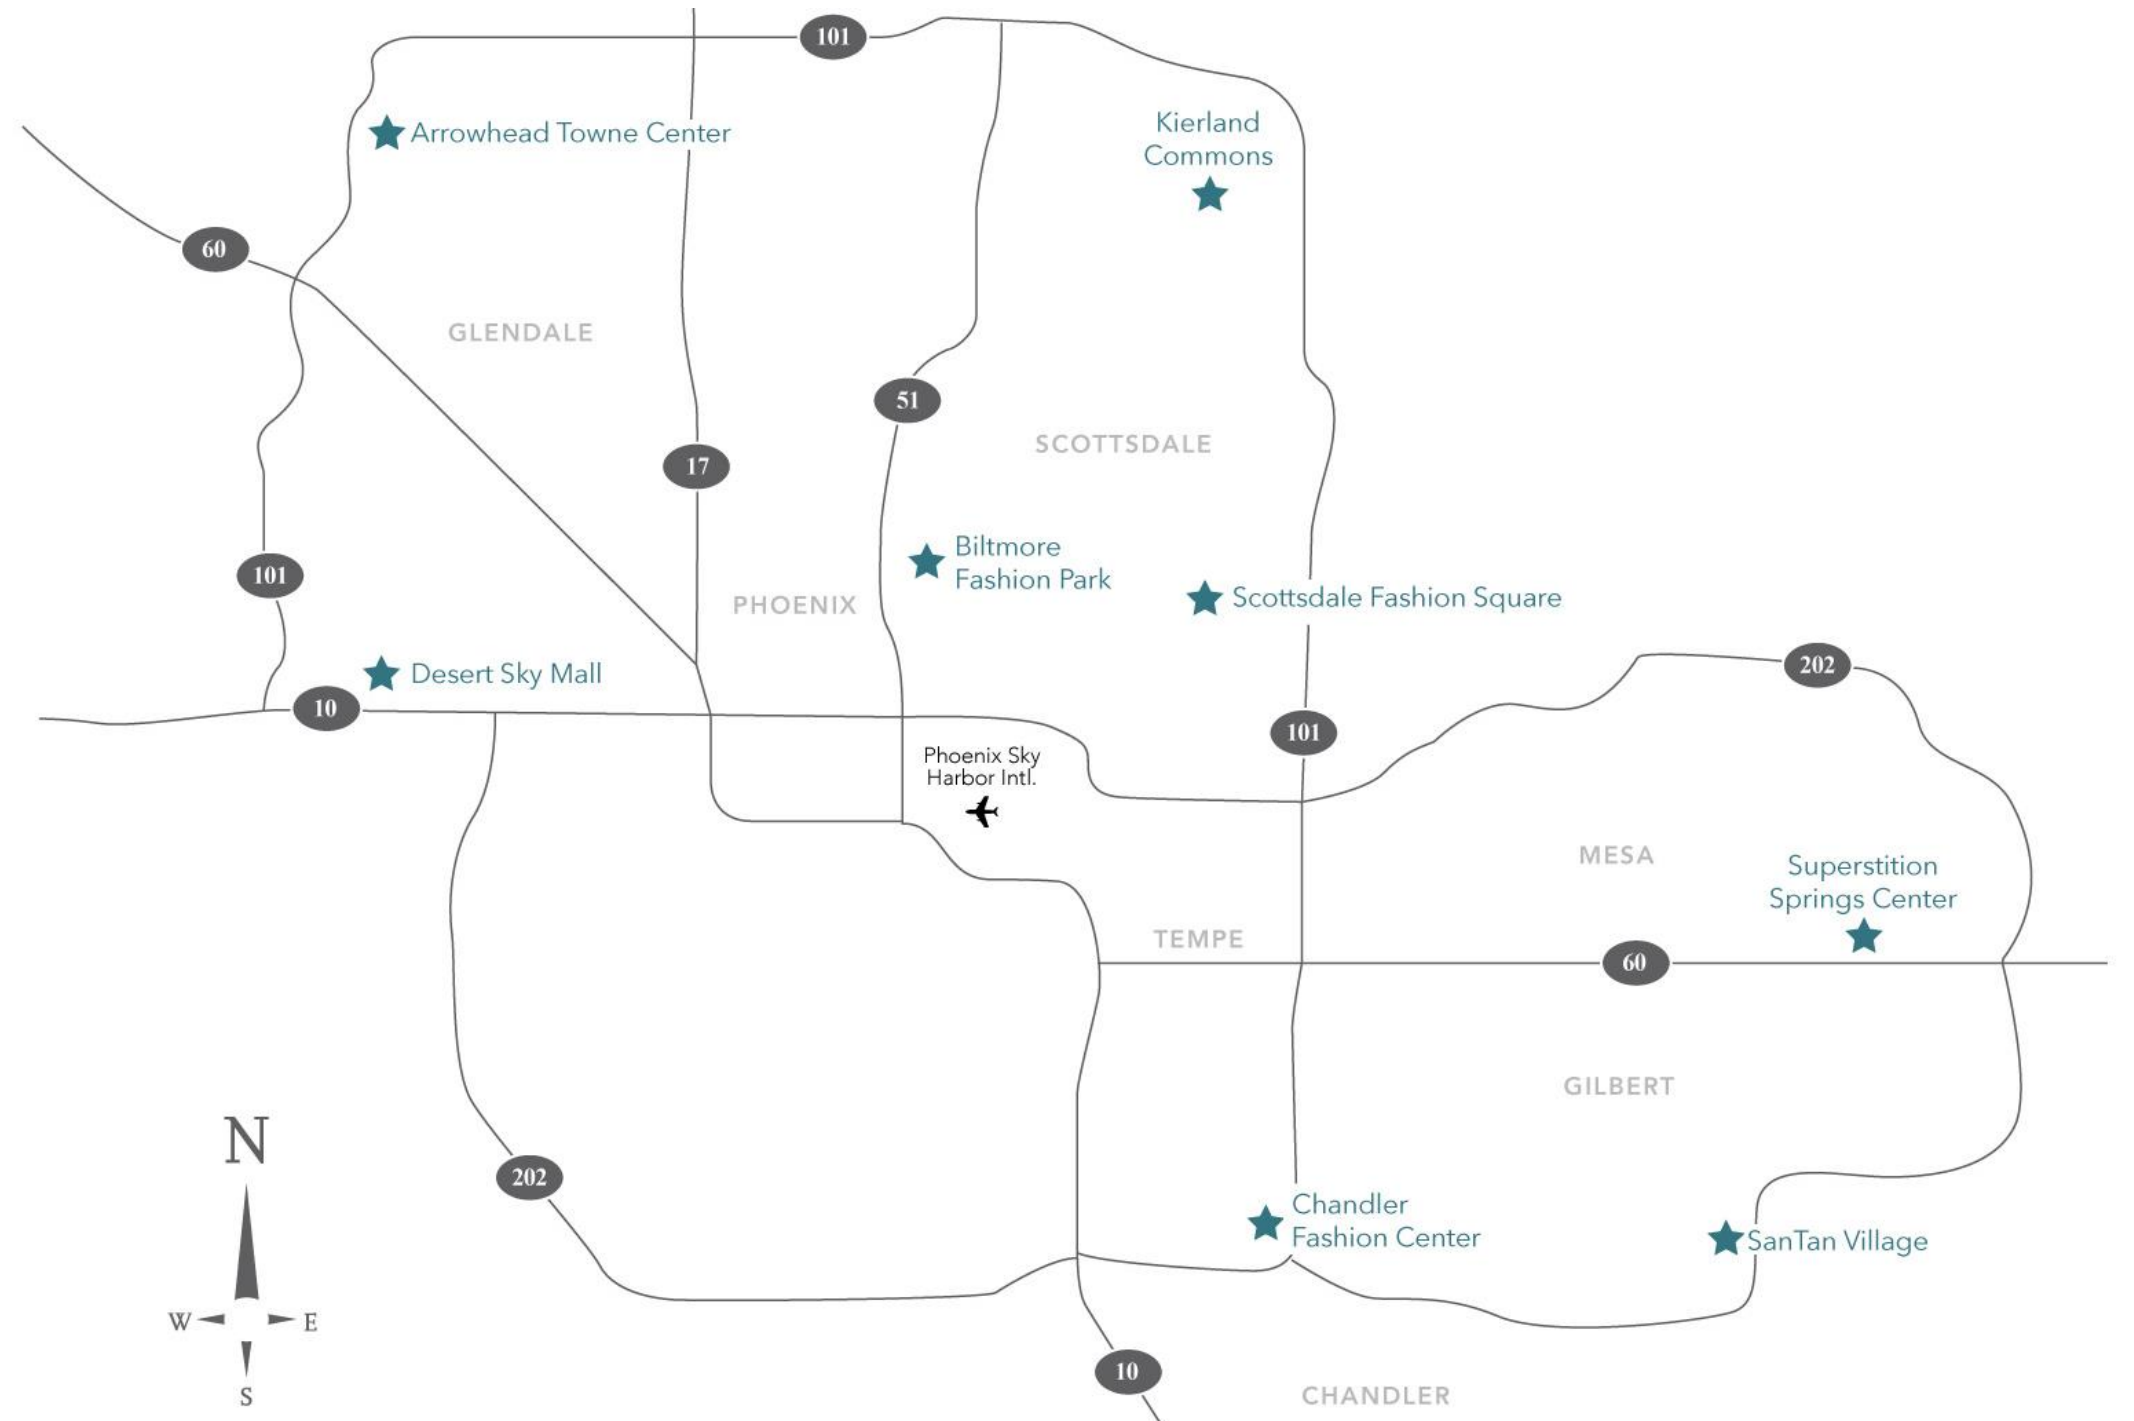 101
Arrowhead Towne Center
Kierland
Commons
60
GLENDALE
51
SCOTTSDALE
17
Biltmore
Fashion Park
101
PHOENIX
Scottsdale Fashion Square
Desert Sky Mall
202
10
101
Phoenix Sky
Harbor Intl.
MESA
Superstition
Springs Center
TEMPE
60
GILBERT
N
202
Chandler
Fashion Center
SanTan Village
W
E
10
S
CHANDLER